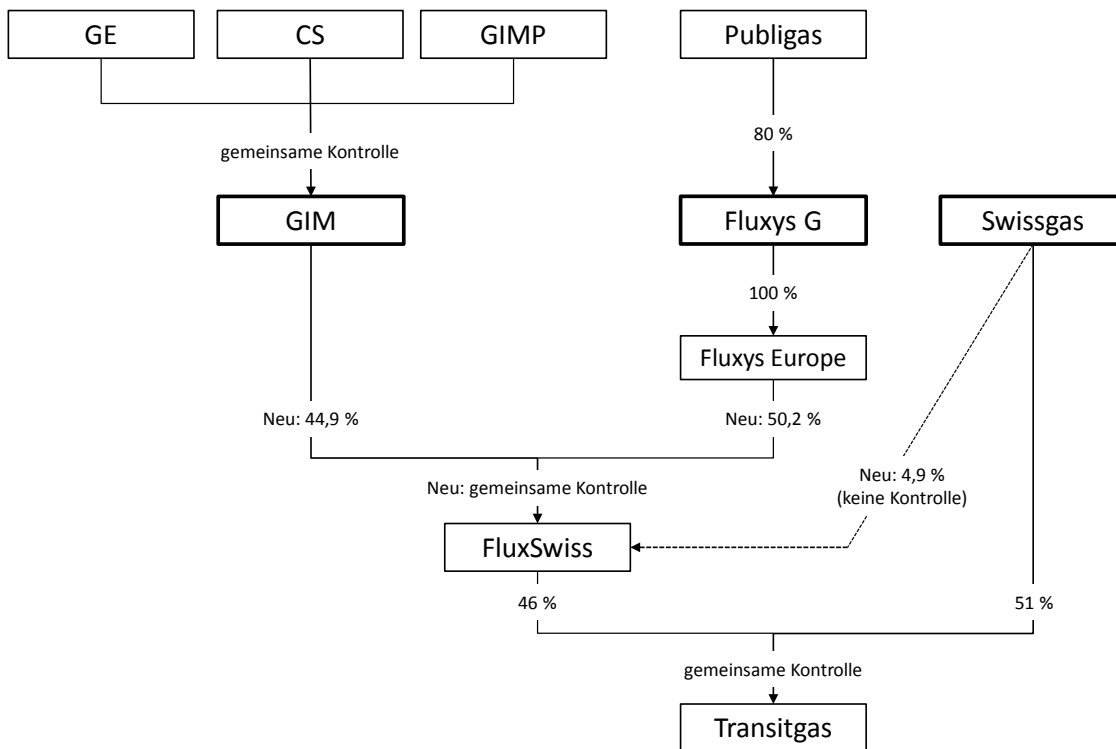 GE
CS
GIMP
Publigas
80 %
gemeinsame Kontrolle
GIM
Fluxys G
Swissgas
100 %
Fluxys Europe
Neu: 44,9 %
Neu: 50,2 %
Neu: 4,9 %
(keine Kontrolle)
Neu: gemeinsame Kontrolle
FluxSwiss
46 %
51 %
gemeinsame Kontrolle
Transitgas